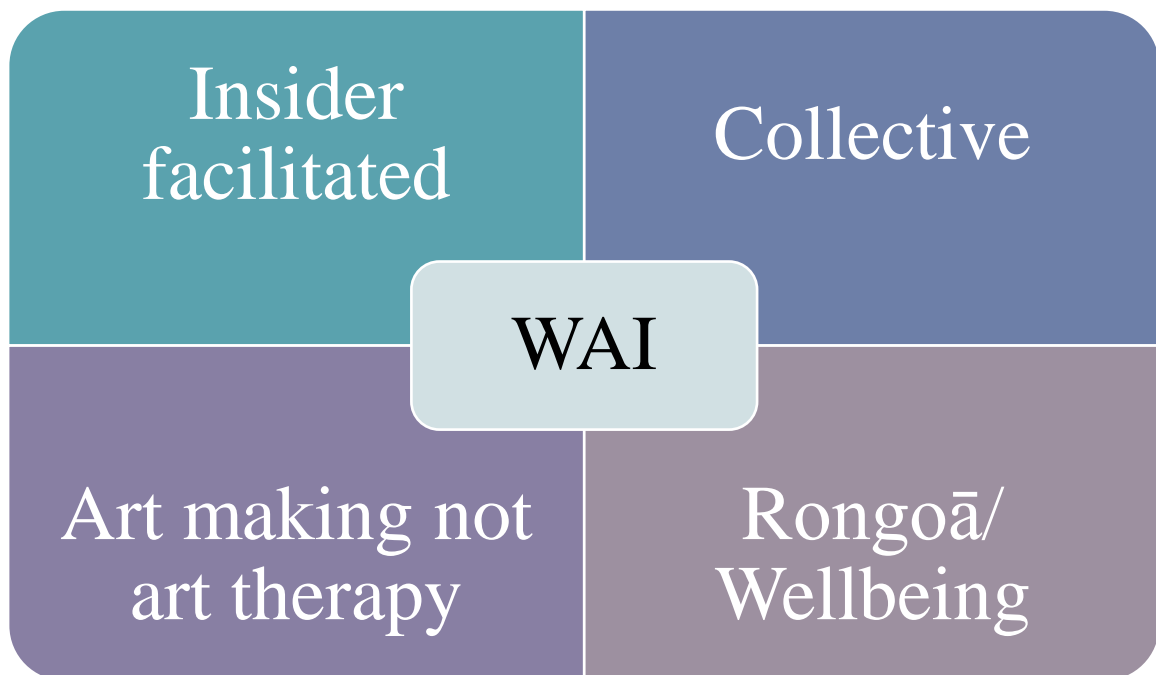 Insider
facilitated
Collective
WAI
Art making not
art therapy
Rongoā/
Wellbeing